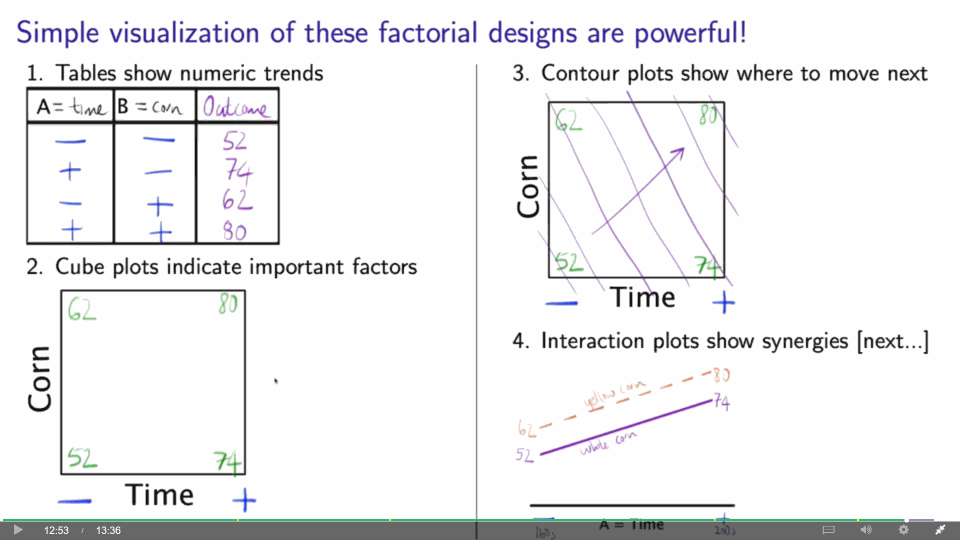 Simple visualization of these factorial designs are powerful!
1. Tables show numeric trends
A = time B = corn Outcome
− − 52
+ − 74
− + 62
+ + 80
2. Cube plots indicate important factors
62 80
Corn
52 74
− Time +
3. Contour plots show where to move next
62 80
Corn
52 74
− Time +
4. Interaction plots show synergies [next...]
80
yellow corn
74
62
52
white corn
− +
A = Time
160s 200s
12:53 / 13:36